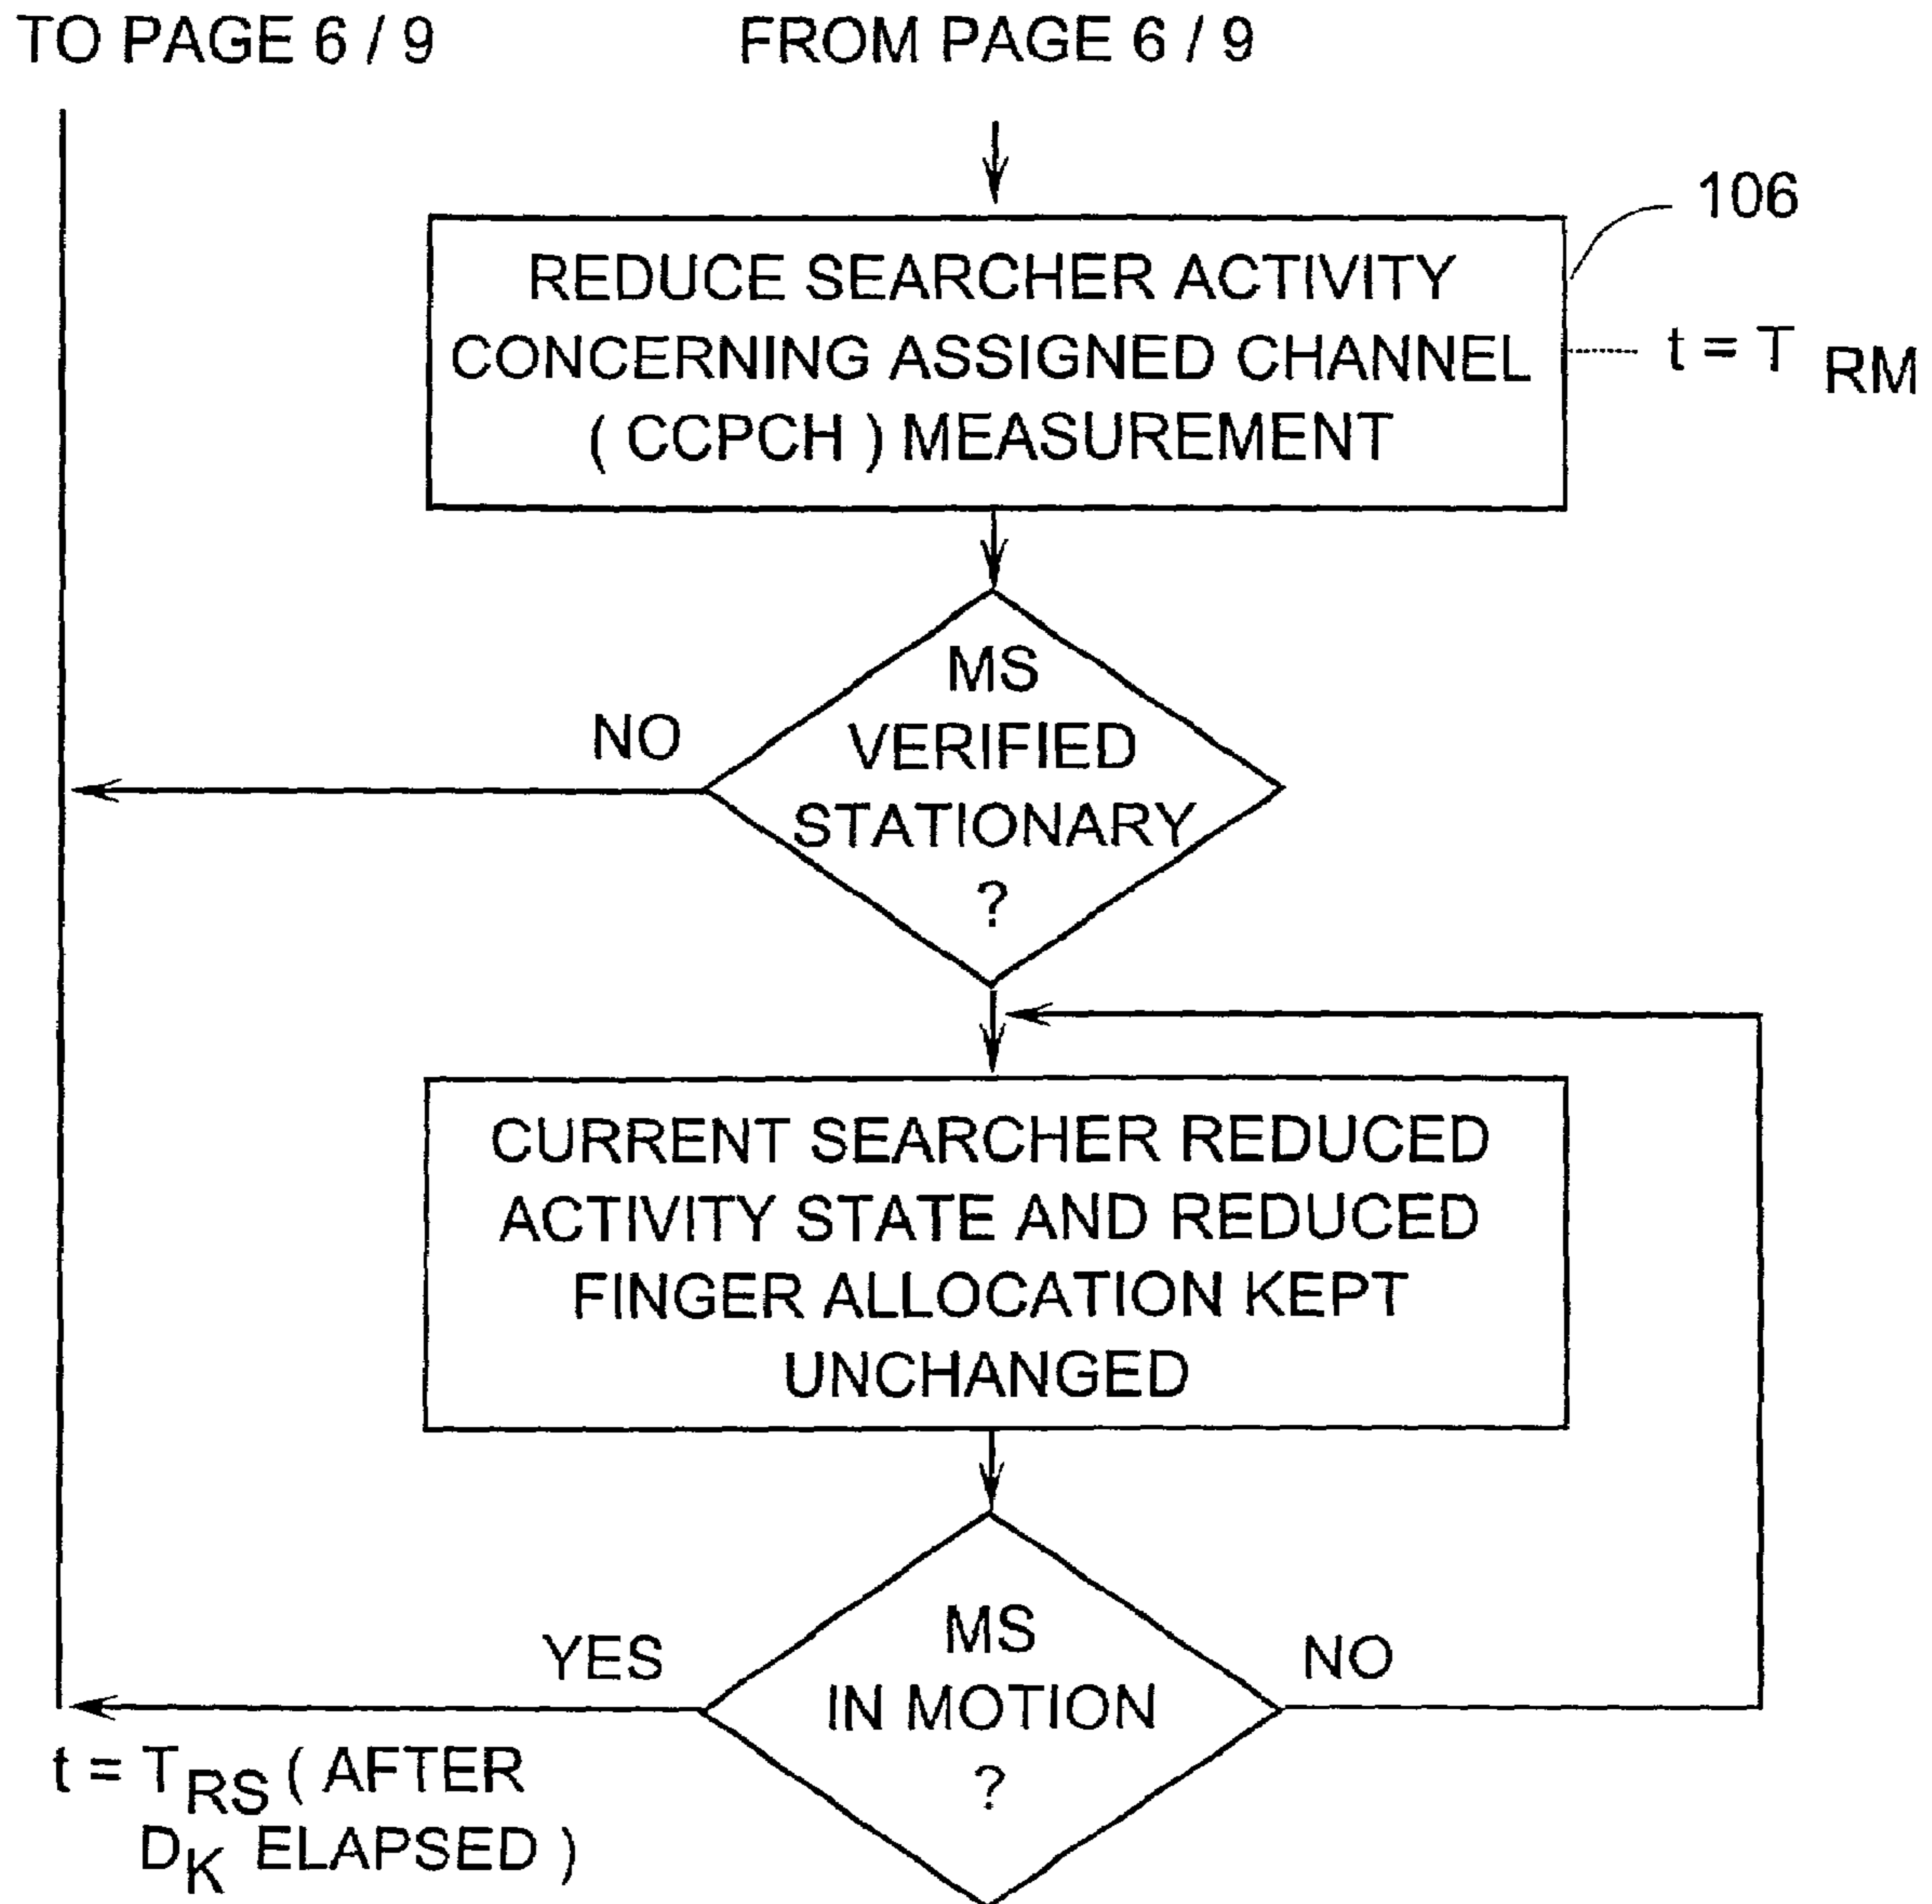 TO PAGE 6 / 9
FROM PAGE 6 / 9
106
REDUCE SEARCHER ACTIVITY
CONCERNING ASSIGNED CHANNEL
( CCPCH ) MEASUREMENT
t = T RM
MS
VERIFIED
STATIONARY
?
NO
CURRENT SEARCHER REDUCED
ACTIVITY STATE AND REDUCED
FINGER ALLOCATION KEPT
UNCHANGED
MS
IN MOTION
?
YES
NO
t = TRS ( AFTER
DK ELAPSED )